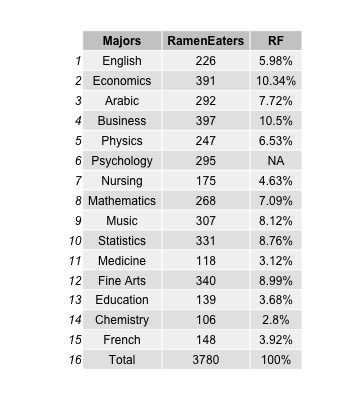 Majors RamenEaters RF
1 English 226 5.98%
2 Economics 391 10.34%
3 Arabic 292 7.72%
4 Business 397 10.5%
5 Physics 247 6.53%
6 Psychology 295 NA
7 Nursing 175 4.63%
8 Mathematics 268 7.09%
9 Music 307 8.12%
10 Statistics 331 8.76%
11 Medicine 118 3.12%
12 Fine Arts 340 8.99%
13 Education 139 3.68%
14 Chemistry 106 2.8%
15 French 148 3.92%
16 Total 3780 100%